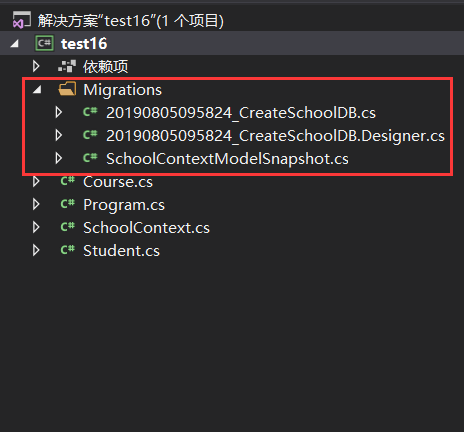 解决方案“test16”(1 个项目)
C# test16
依赖项
Migrations
C# 20190805095824_CreateSchoolDB.cs
C# 20190805095824_CreateSchoolDB.Designer.cs
C# SchoolContextModelSnapshot.cs
C# Course.cs
C# Program.cs
C# SchoolContext.cs
C# Student.cs